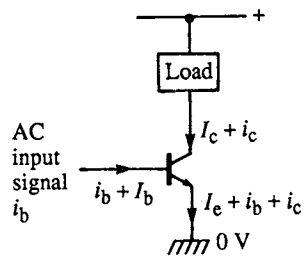 +
Load
I_c + i_c
AC
input
signal
i_b
i_b + I_b
I_e + i_b + i_c
0 V